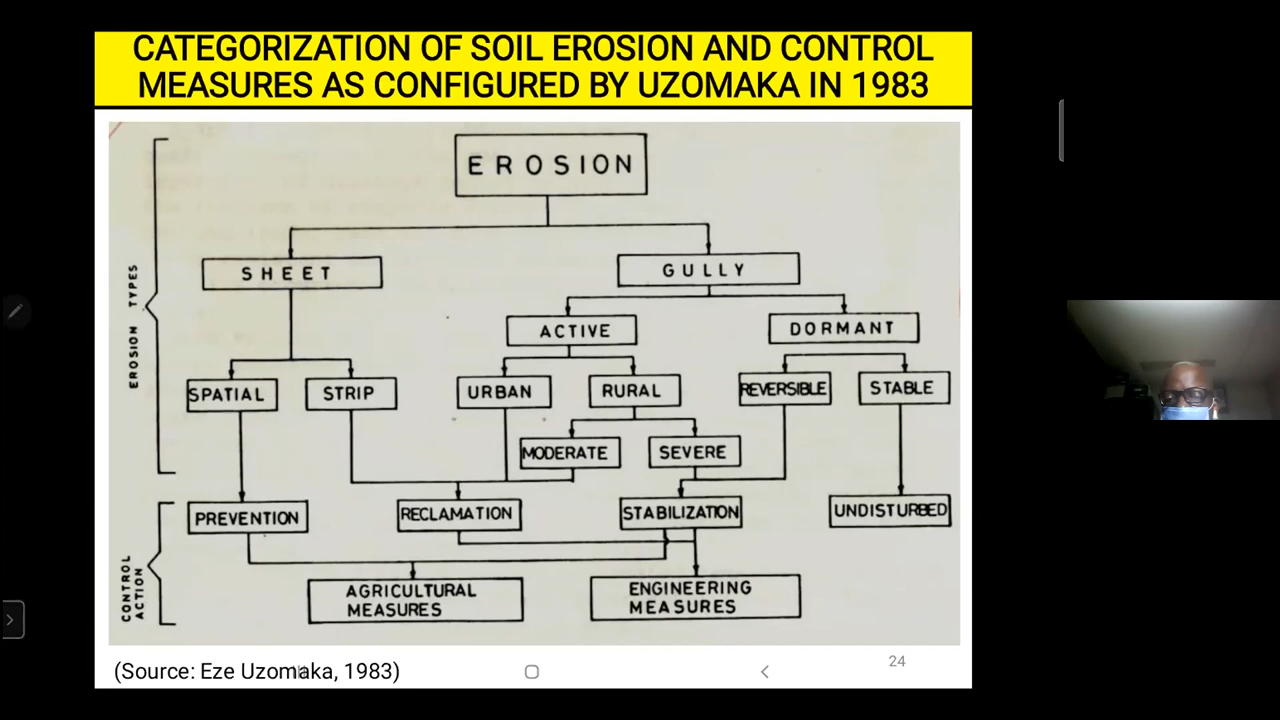 CATEGORIZATION OF SOIL EROSION AND CONTROL
MEASURES AS CONFIGURED BY UZOMAKA IN 1983
EROSION
SHEET
GULLY
ACTIVE
DORMANT
SPATIAL
STRIP
URBAN
RURAL
REVERSIBLE
STABLE
MODERATE
SEVERE
EROSION TYPES
PREVENTION
RECLAMATION
STABILIZATION
UNDISTURBED
CONTROL
ACTION
AGRICULTURAL
MEASURES
ENGINEERING
MEASURES
(Source: Eze Uzomaka, 1983)
24